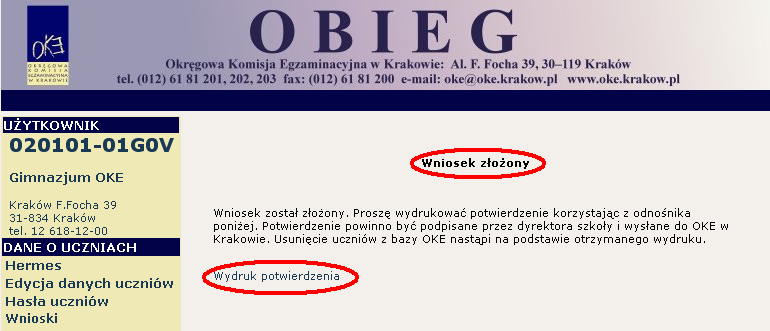 OKE
OKRĘGOWA
KOMISJA
EGZAMINACYJNA
W KRAKOWIE
OBIEG
Okręgowa Komisja Egzaminacyjna w Krakowie: Al. F. Focha 39, 30–119 Kraków
tel. (012) 61 81 201, 202, 203 fax: (012) 61 81 200 e-mail: oke@oke.krakow.pl www.oke.krakow.pl
UŻYTKOWNIK
020101-01G0V
Gimnazjum OKE
Kraków F.Focha 39
31-834 Kraków
tel. 12 618-12-00
DANE O UCZNIACH
Hermes
Edycja danych uczniów
Hasła uczniów
Wnioski
Wniosek złożony
Wniosek został złożony. Proszę wydrukować potwierdzenie korzystając z odnośnika
poniżej. Potwierdzenie powinno być podpisane przez dyrektora szkoły i wysłane do OKE w
Krakowie. Usunięcie uczniów z bazy OKE nastąpi na podstawie otrzymanego wydruku.
Wydruk potwierdzenia